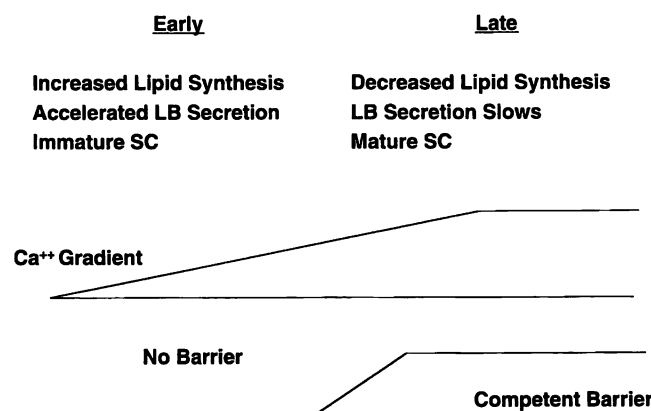 Early
Late
Increased Lipid Synthesis
Accelerated LB Secretion
Immature SC
Decreased Lipid Synthesis
LB Secretion Slows
Mature SC
Ca++ Gradient
No Barrier
Competent Barrier